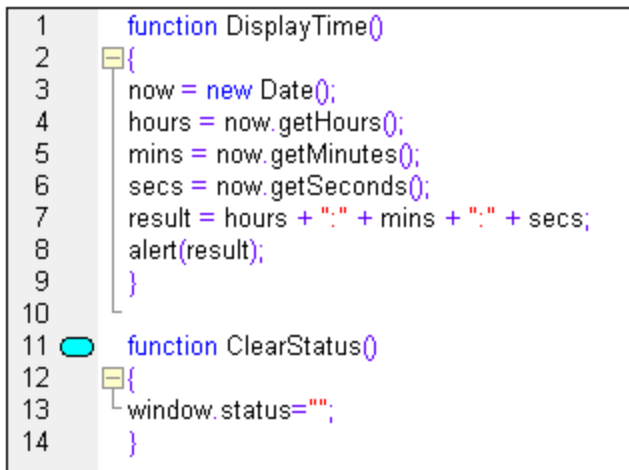 1 function DisplayTime()
2 {
3 now = new Date();
4 hours = now.getHours();
5 mins = now.getMinutes();
6 secs = now.getSeconds();
7 result = hours + ":" + mins + ":" + secs;
8 alert(result);
9 }
10
11 function ClearStatus()
12 {
13 window.status="";
14 }